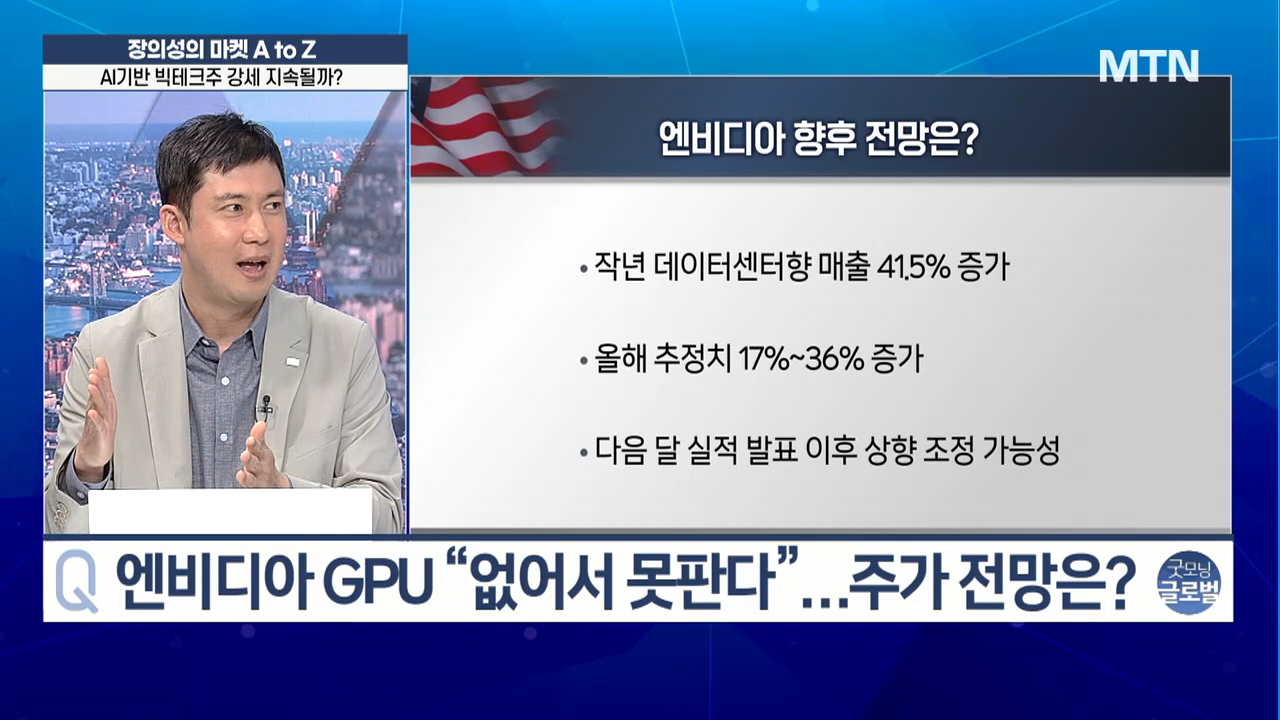 장의성의 마켓 A to Z
AI기반 빅테크주 강세 지속될까?
MTN
엔비디아 향후 전망은?
• 작년 데이터센터향 매출 41.5% 증가
• 올해 추정치 17%~36% 증가
• 다음 달 실적 발표 이후 상향 조정 가능성
Q 엔비디아 GPU “없어서 못판다”...주가 전망은?
굿모닝
글로벌